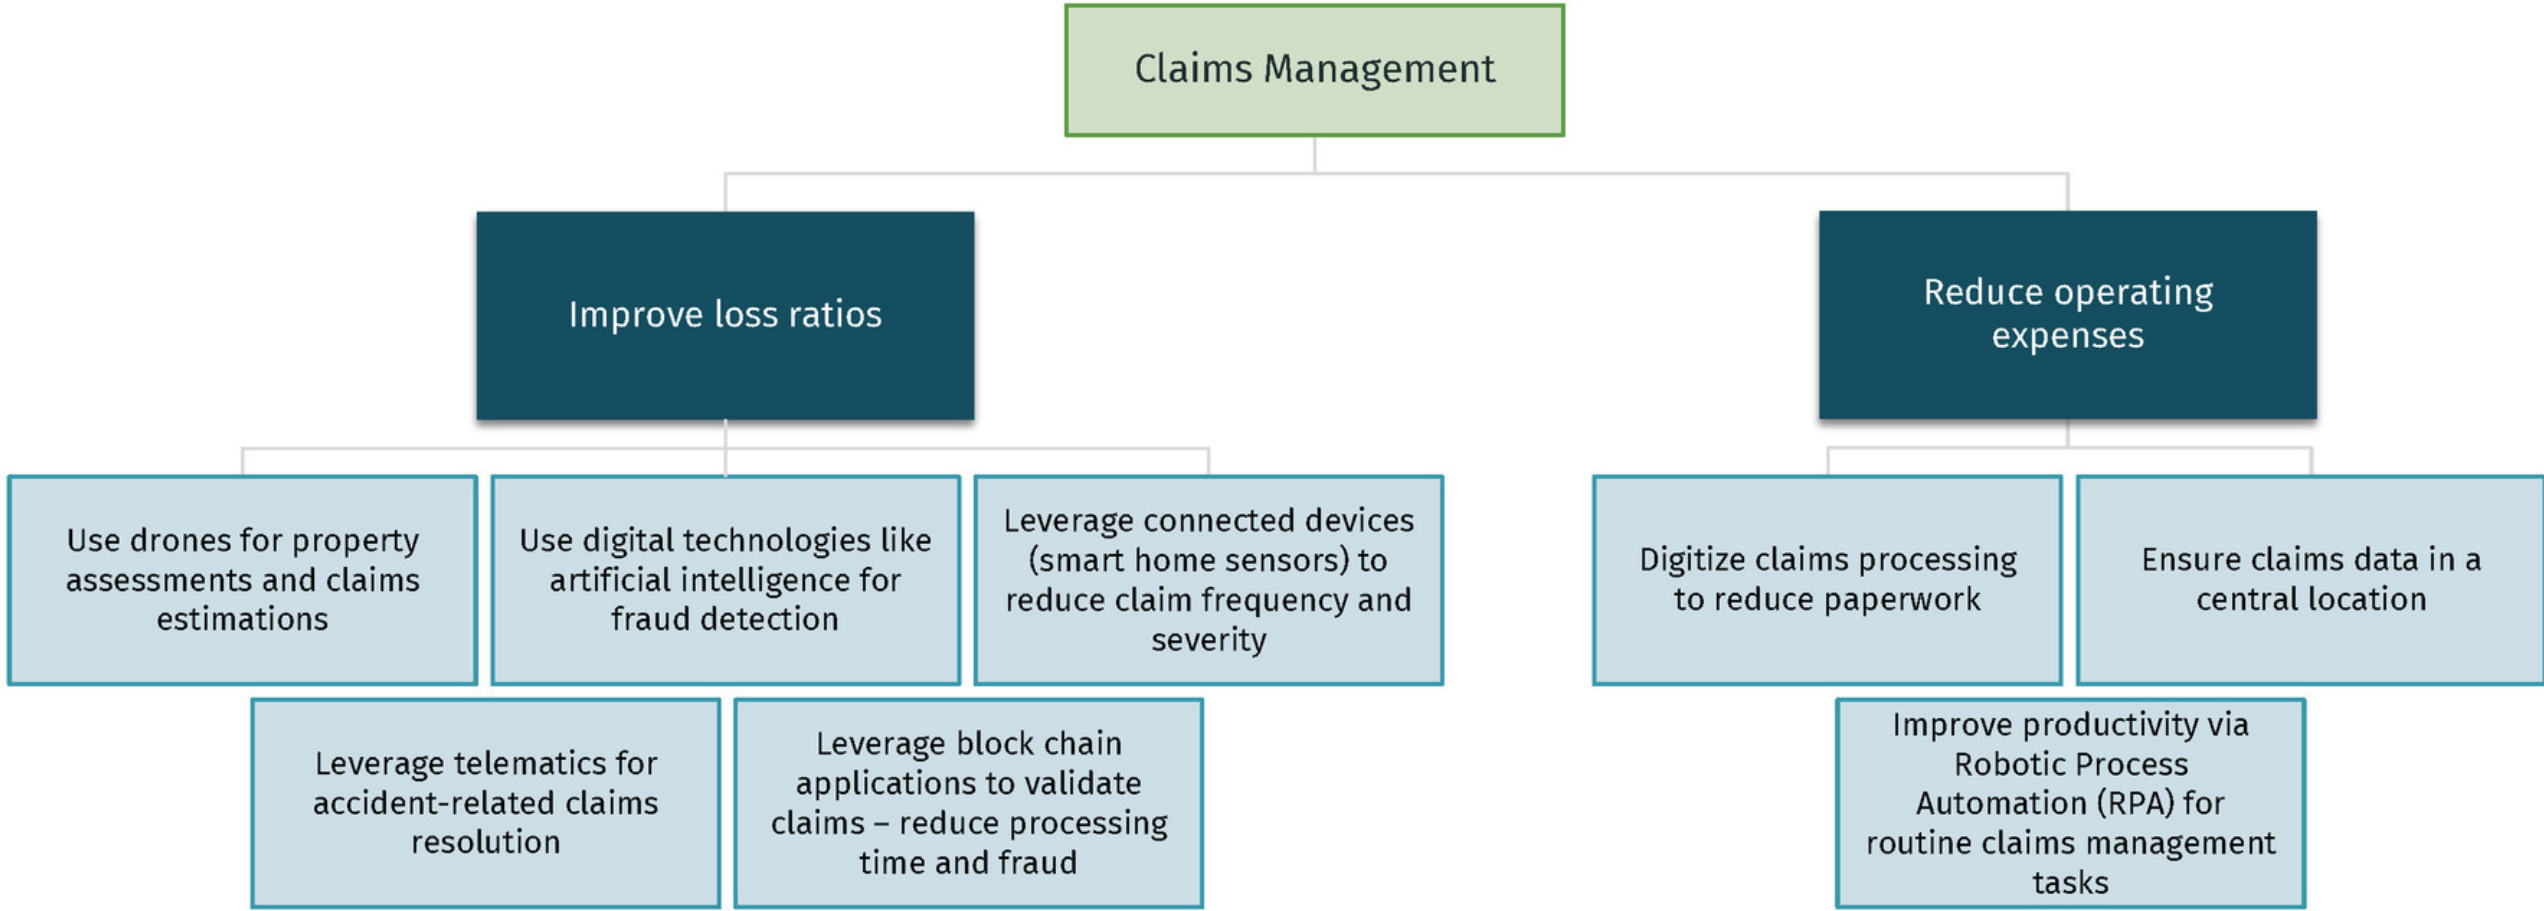 Claims Management
Improve loss ratios
Reduce operating
expenses
Use drones for property
assessments and claims
estimations
Use digital technologies like
artificial intelligence for
fraud detection
Leverage connected devices
(smart home sensors) to
reduce claim frequency and
severity
Digitize claims processing
to reduce paperwork
Ensure claims data in a
central location
Leverage telematics for
accident-related claims
resolution
Leverage block chain
applications to validate
claims – reduce processing
time and fraud
Improve productivity via
Robotic Process
Automation (RPA) for
routine claims management
tasks